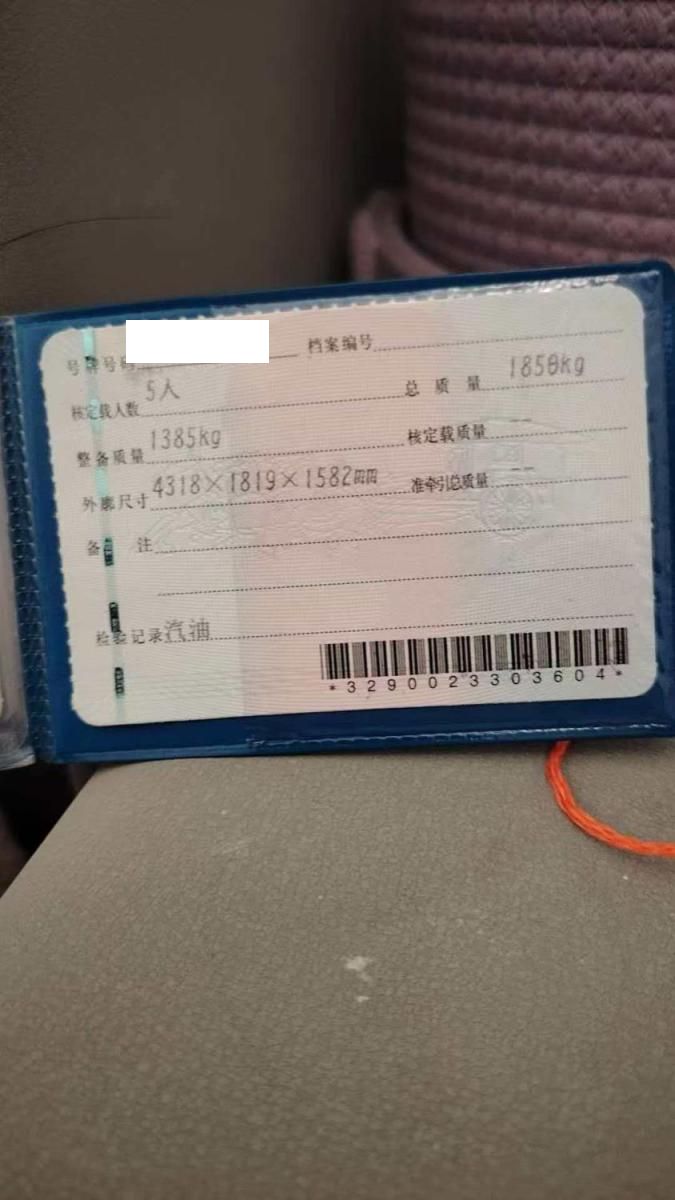 号牌号码 档案编号
核定载人数 5人 总质量 1850kg
整备质量 1385kg 核定载质量 --
外廓尺寸 4318×1819×1582mm 准牵引总质量 --
备注
检验记录 汽油
*3290023303604*